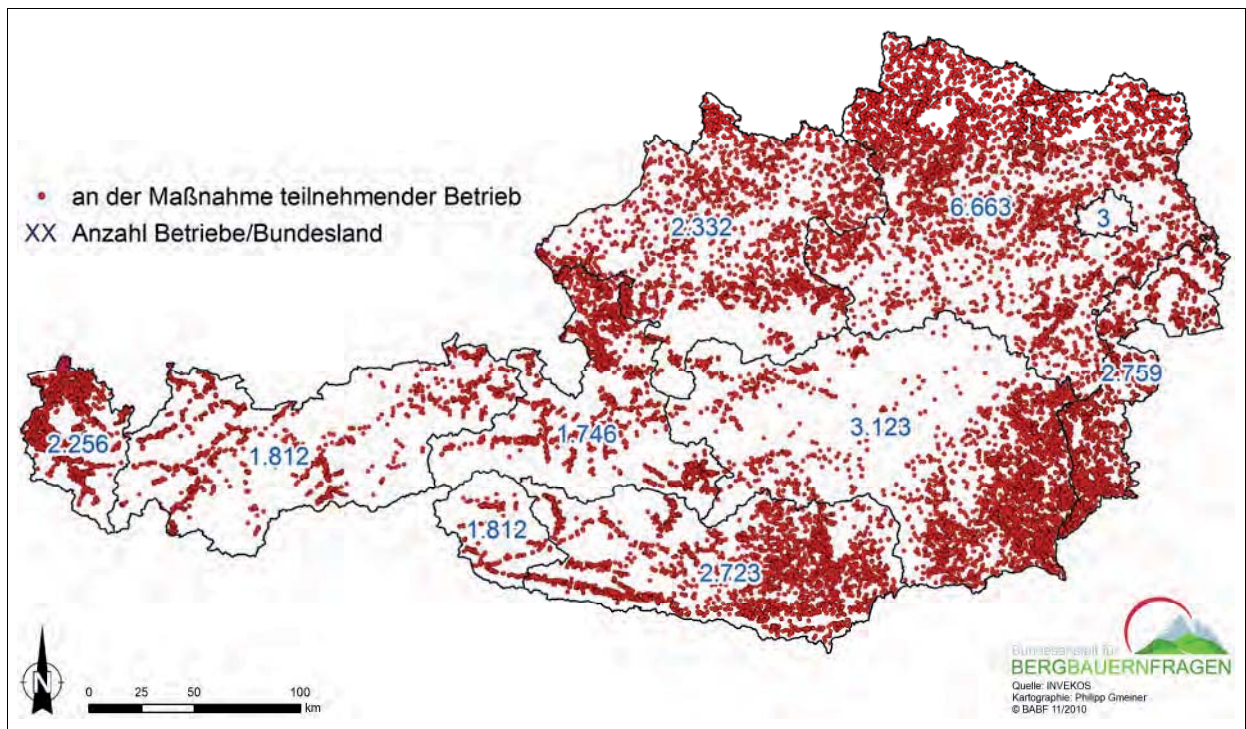 an der Maßnahme teilnehmender Betrieb
XX Anzahl Betriebe/Bundesland
6.663
2.332
3
2.759
2.256
1.812
1.746
3.123
1.812
2.723
N
0 25 50 100
km
Bundesanstalt für
BERGBAUERNFRAGEN
Quelle: INVEKOS
Kartographie: Philipp Gmeiner
© BABF 11/2010